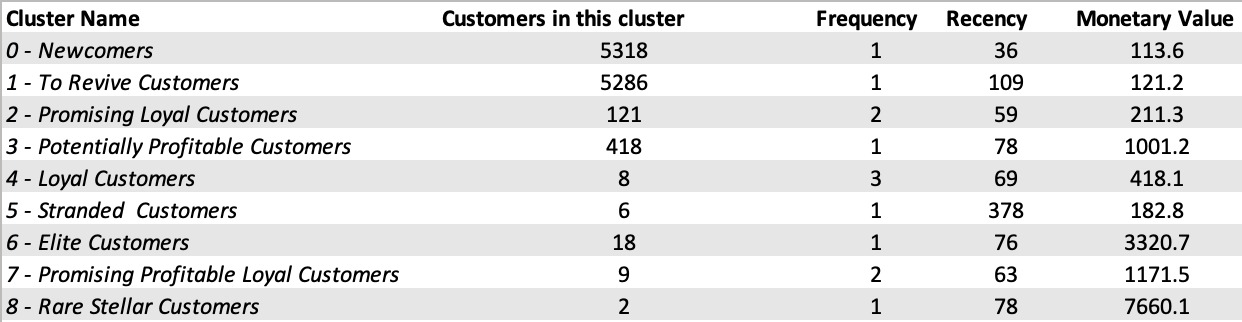 Cluster Name Customers in this cluster Frequency Recency Monetary Value
0 - Newcomers 5318 1 36 113.6
1 - To Revive Customers 5286 1 109 121.2
2 - Promising Loyal Customers 121 2 59 211.3
3 - Potentially Profitable Customers 418 1 78 1001.2
4 - Loyal Customers 8 3 69 418.1
5 - Stranded  Customers 6 1 378 182.8
6 - Elite Customers 18 1 76 3320.7
7 - Promising Profitable Loyal Customers 9 2 63 1171.5
8 - Rare Stellar Customers 2 1 78 7660.1